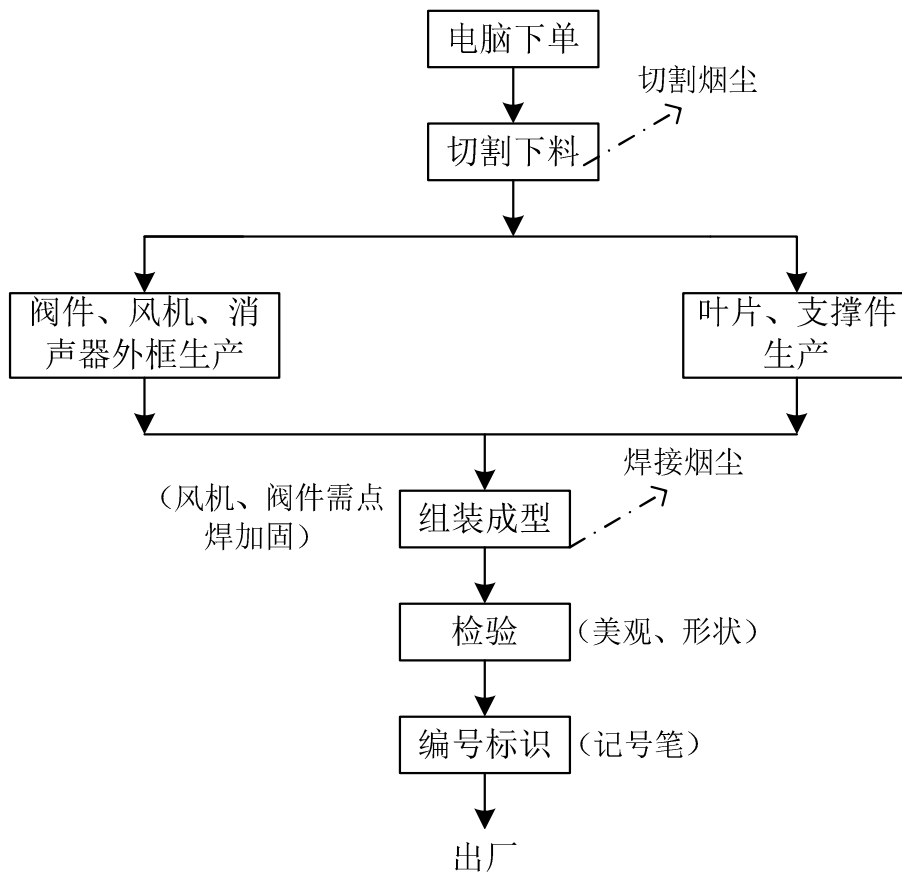 电脑下单
切割烟尘
切割下料
阀件、风机、消
声器外框生产
叶片、支撑件
生产
焊接烟尘
（风机、阀件需点
焊加固）
组装成型
检验
（美观、形状）
编号标识
（记号笔）
出厂